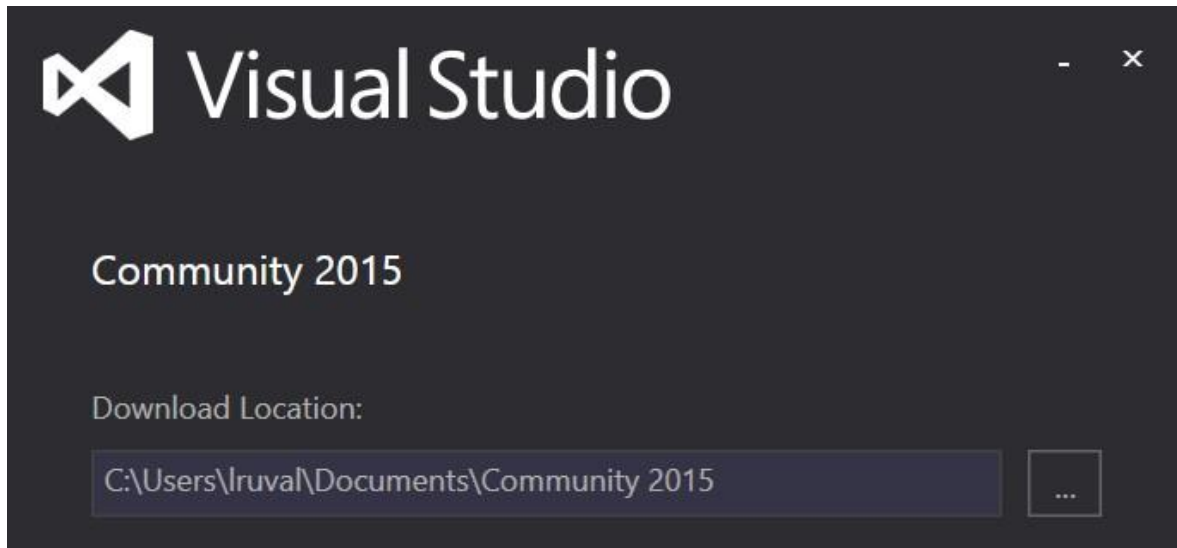 Visual Studio
Community 2015
Download Location:
C:\Users\lruval\Documents\Community 2015
...